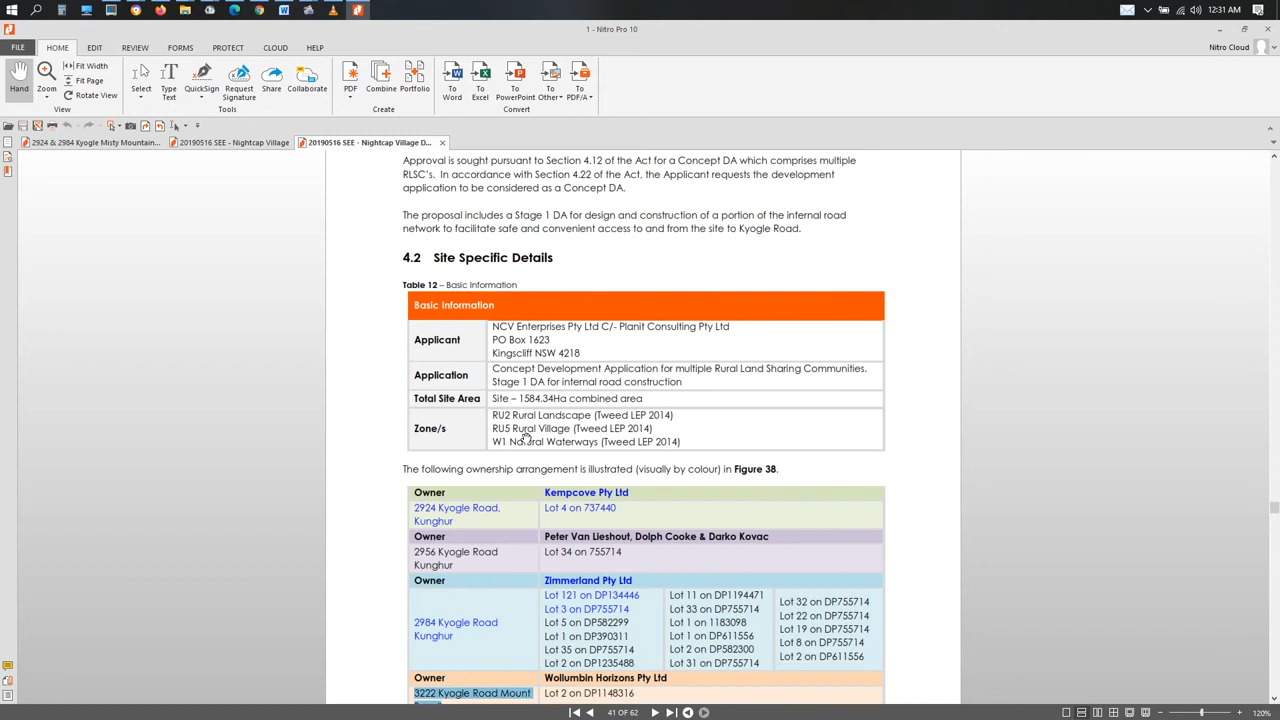 12:31 AM
1 - Nitro Pro 10
FILE HOME EDIT REVIEW FORMS PROTECT CLOUD HELP
Nitro Cloud
Hand
Zoom
Fit Width
Fit Page
Rotate View
Select
Type Text
QuickSign
Request Signature
Share
Collaborate
PDF
Combine
Portfolio
To Word
To Excel
To PowerPoint
To Other
To PDF/A
View
Tools
Create
Convert
2924 & 2984 Kyogle Misty Mountain...
20190516 SEE - Nightcap Village
20190516 SEE - Nightcap Village D...
Approval is sought pursuant to Section 4.12 of the Act for a Concept DA which comprises multiple
RLSC's. In accordance with Section 4.22 of the Act, the Applicant requests the development
application to be considered as a Concept DA.
The proposal includes a Stage 1 DA for design and construction of a portion of the internal road
network to facilitate safe and convenient access to and from the site to Kyogle Road.
4.2 Site Specific Details
Table 12 – Basic Information
Basic Information
Applicant
NCV Enterprises Pty Ltd C/- Planit Consulting Pty Ltd
PO Box 1623
Kingscliff NSW 4218
Application
Concept Development Application for multiple Rural Land Sharing Communities.
Stage 1 DA for internal road construction
Total Site Area
Site – 1584.34Ha combined area
Zone/s
RU2 Rural Landscape (Tweed LEP 2014)
RU5 Rural Village (Tweed LEP 2014)
W1 Natural Waterways (Tweed LEP 2014)
The following ownership arrangement is illustrated (visually by colour) in Figure 38.
Owner Kempcove Pty Ltd
2924 Kyogle Road, Kunghur
Lot 4 on 737440
Owner Peter Van Lieshout, Dolph Cooke & Darko Kovac
2956 Kyogle Road Kunghur
Lot 34 on 755714
Owner Zimmerland Pty Ltd
2984 Kyogle Road Kunghur
Lot 121 on DP134446
Lot 3 on DP755714
Lot 5 on DP582299
Lot 1 on DP390311
Lot 35 on DP755714
Lot 2 on DP1235488
Lot 11 on DP1194471
Lot 33 on DP755714
Lot 1 on 1183098
Lot 1 on DP611556
Lot 2 on DP582300
Lot 31 on DP755714
Lot 32 on DP755714
Lot 22 on DP755714
Lot 19 on DP755714
Lot 8 on DP755714
Lot 2 on DP611556
Owner Wollumbin Horizons Pty Ltd
3222 Kyogle Road Mount
Lot 2 on DP1148316
41 OF 62
120%